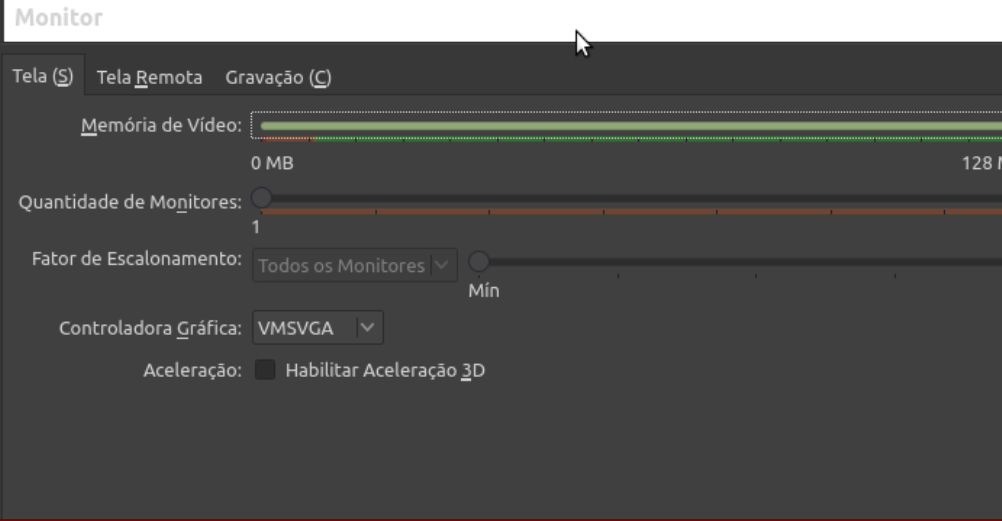 Monitor
Tela (S) Tela Remota Gravação (C)
Memória de Vídeo:
0 MB 128 M
Quantidade de Monitores:
1
Fator de Escalonamento: Todos os Monitores
Mín
Controladora Gráfica: VMSVGA
Aceleração: Habilitar Aceleração 3D